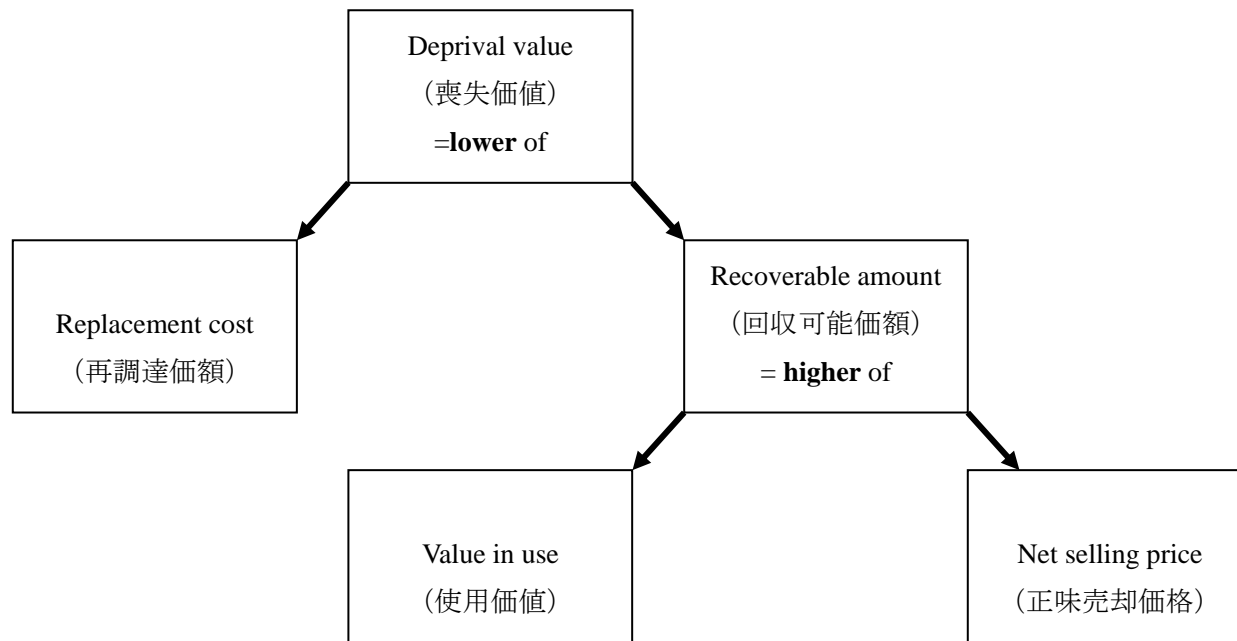 Deprival value
（喪失価値）
=lower of
Replacement cost
（再調達価額）
Recoverable amount
（回収可能価額）
= higher of
Value in use
（使用価値）
Net selling price
（正味売却価格）